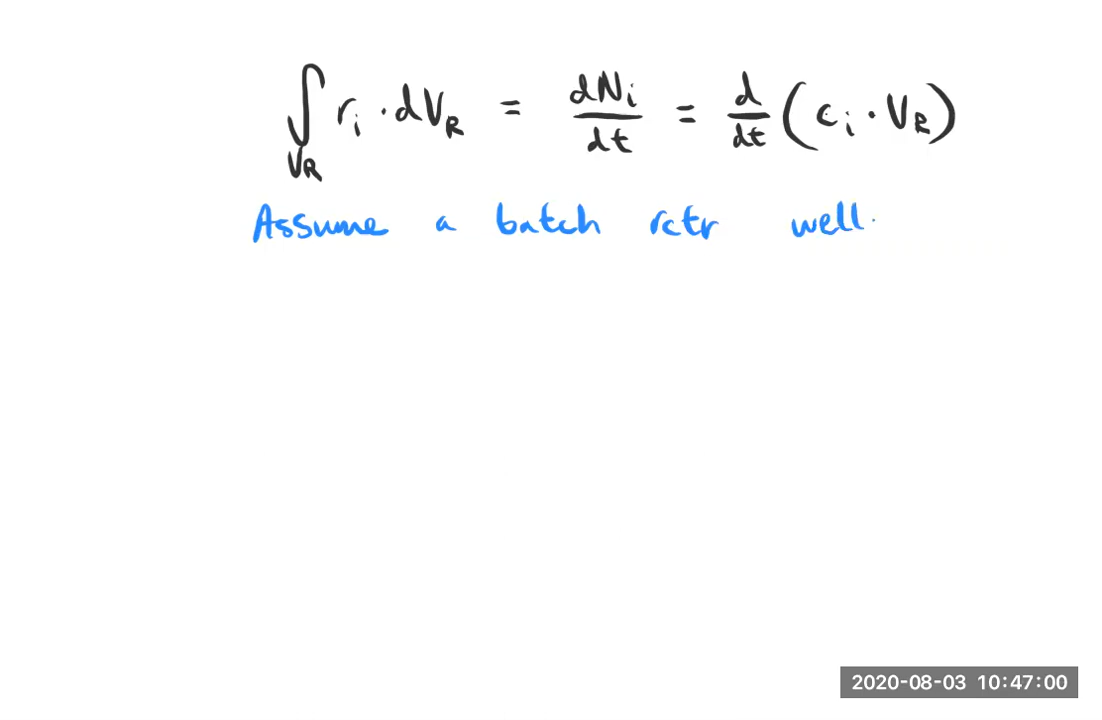 ∫_{V_R} r_i · dV_R = dN_i/dt = d/dt (c_i · V_R)
Assume a batch rctr well.
2020-08-03 10:47:00